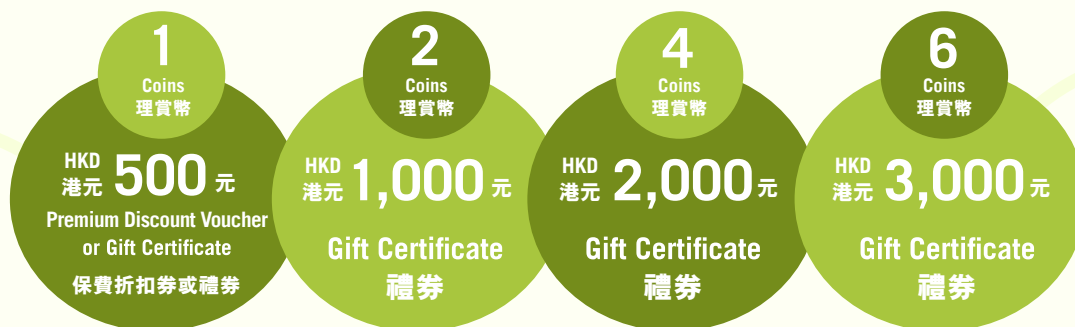 1
Coins
理賞幣
HKD
港元 500 元
Premium Discount Voucher
or Gift Certificate
保費折扣券或禮券
2
Coins
理賞幣
HKD
港元 1,000 元
Gift Certificate
禮券
4
Coins
理賞幣
HKD
港元 2,000 元
Gift Certificate
禮券
6
Coins
理賞幣
HKD
港元 3,000 元
Gift Certificate
禮券